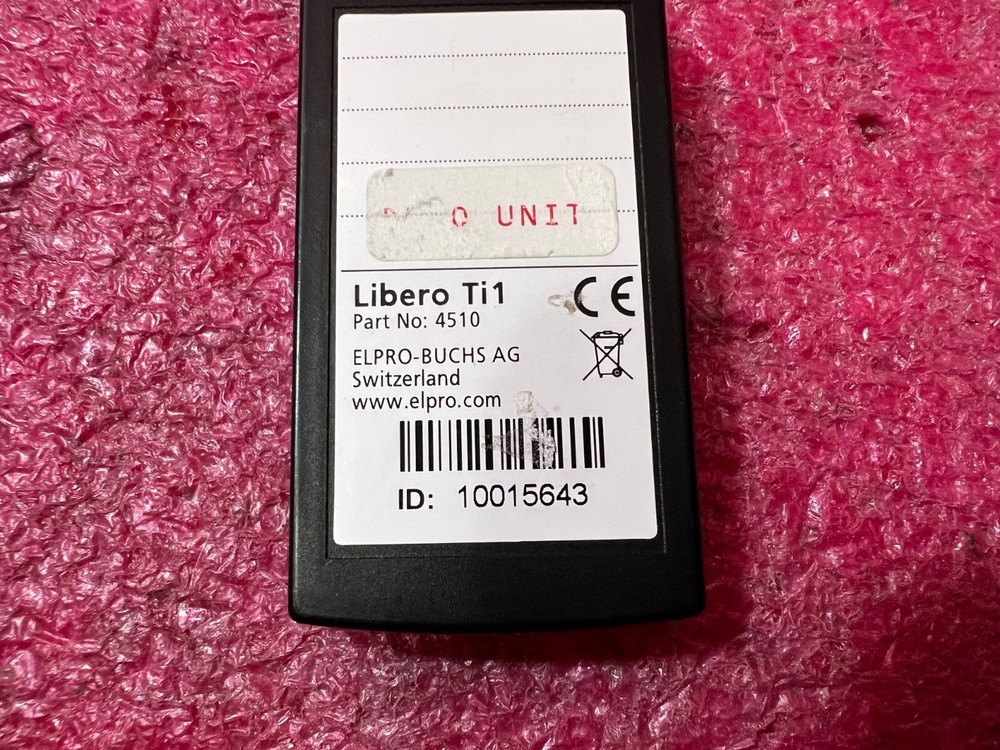 UNIT
Libero Ti1
CE
Part No: 4510
ELPRO-BUCHS AG
Switzerland
www.elpro.com
ID: 10015643